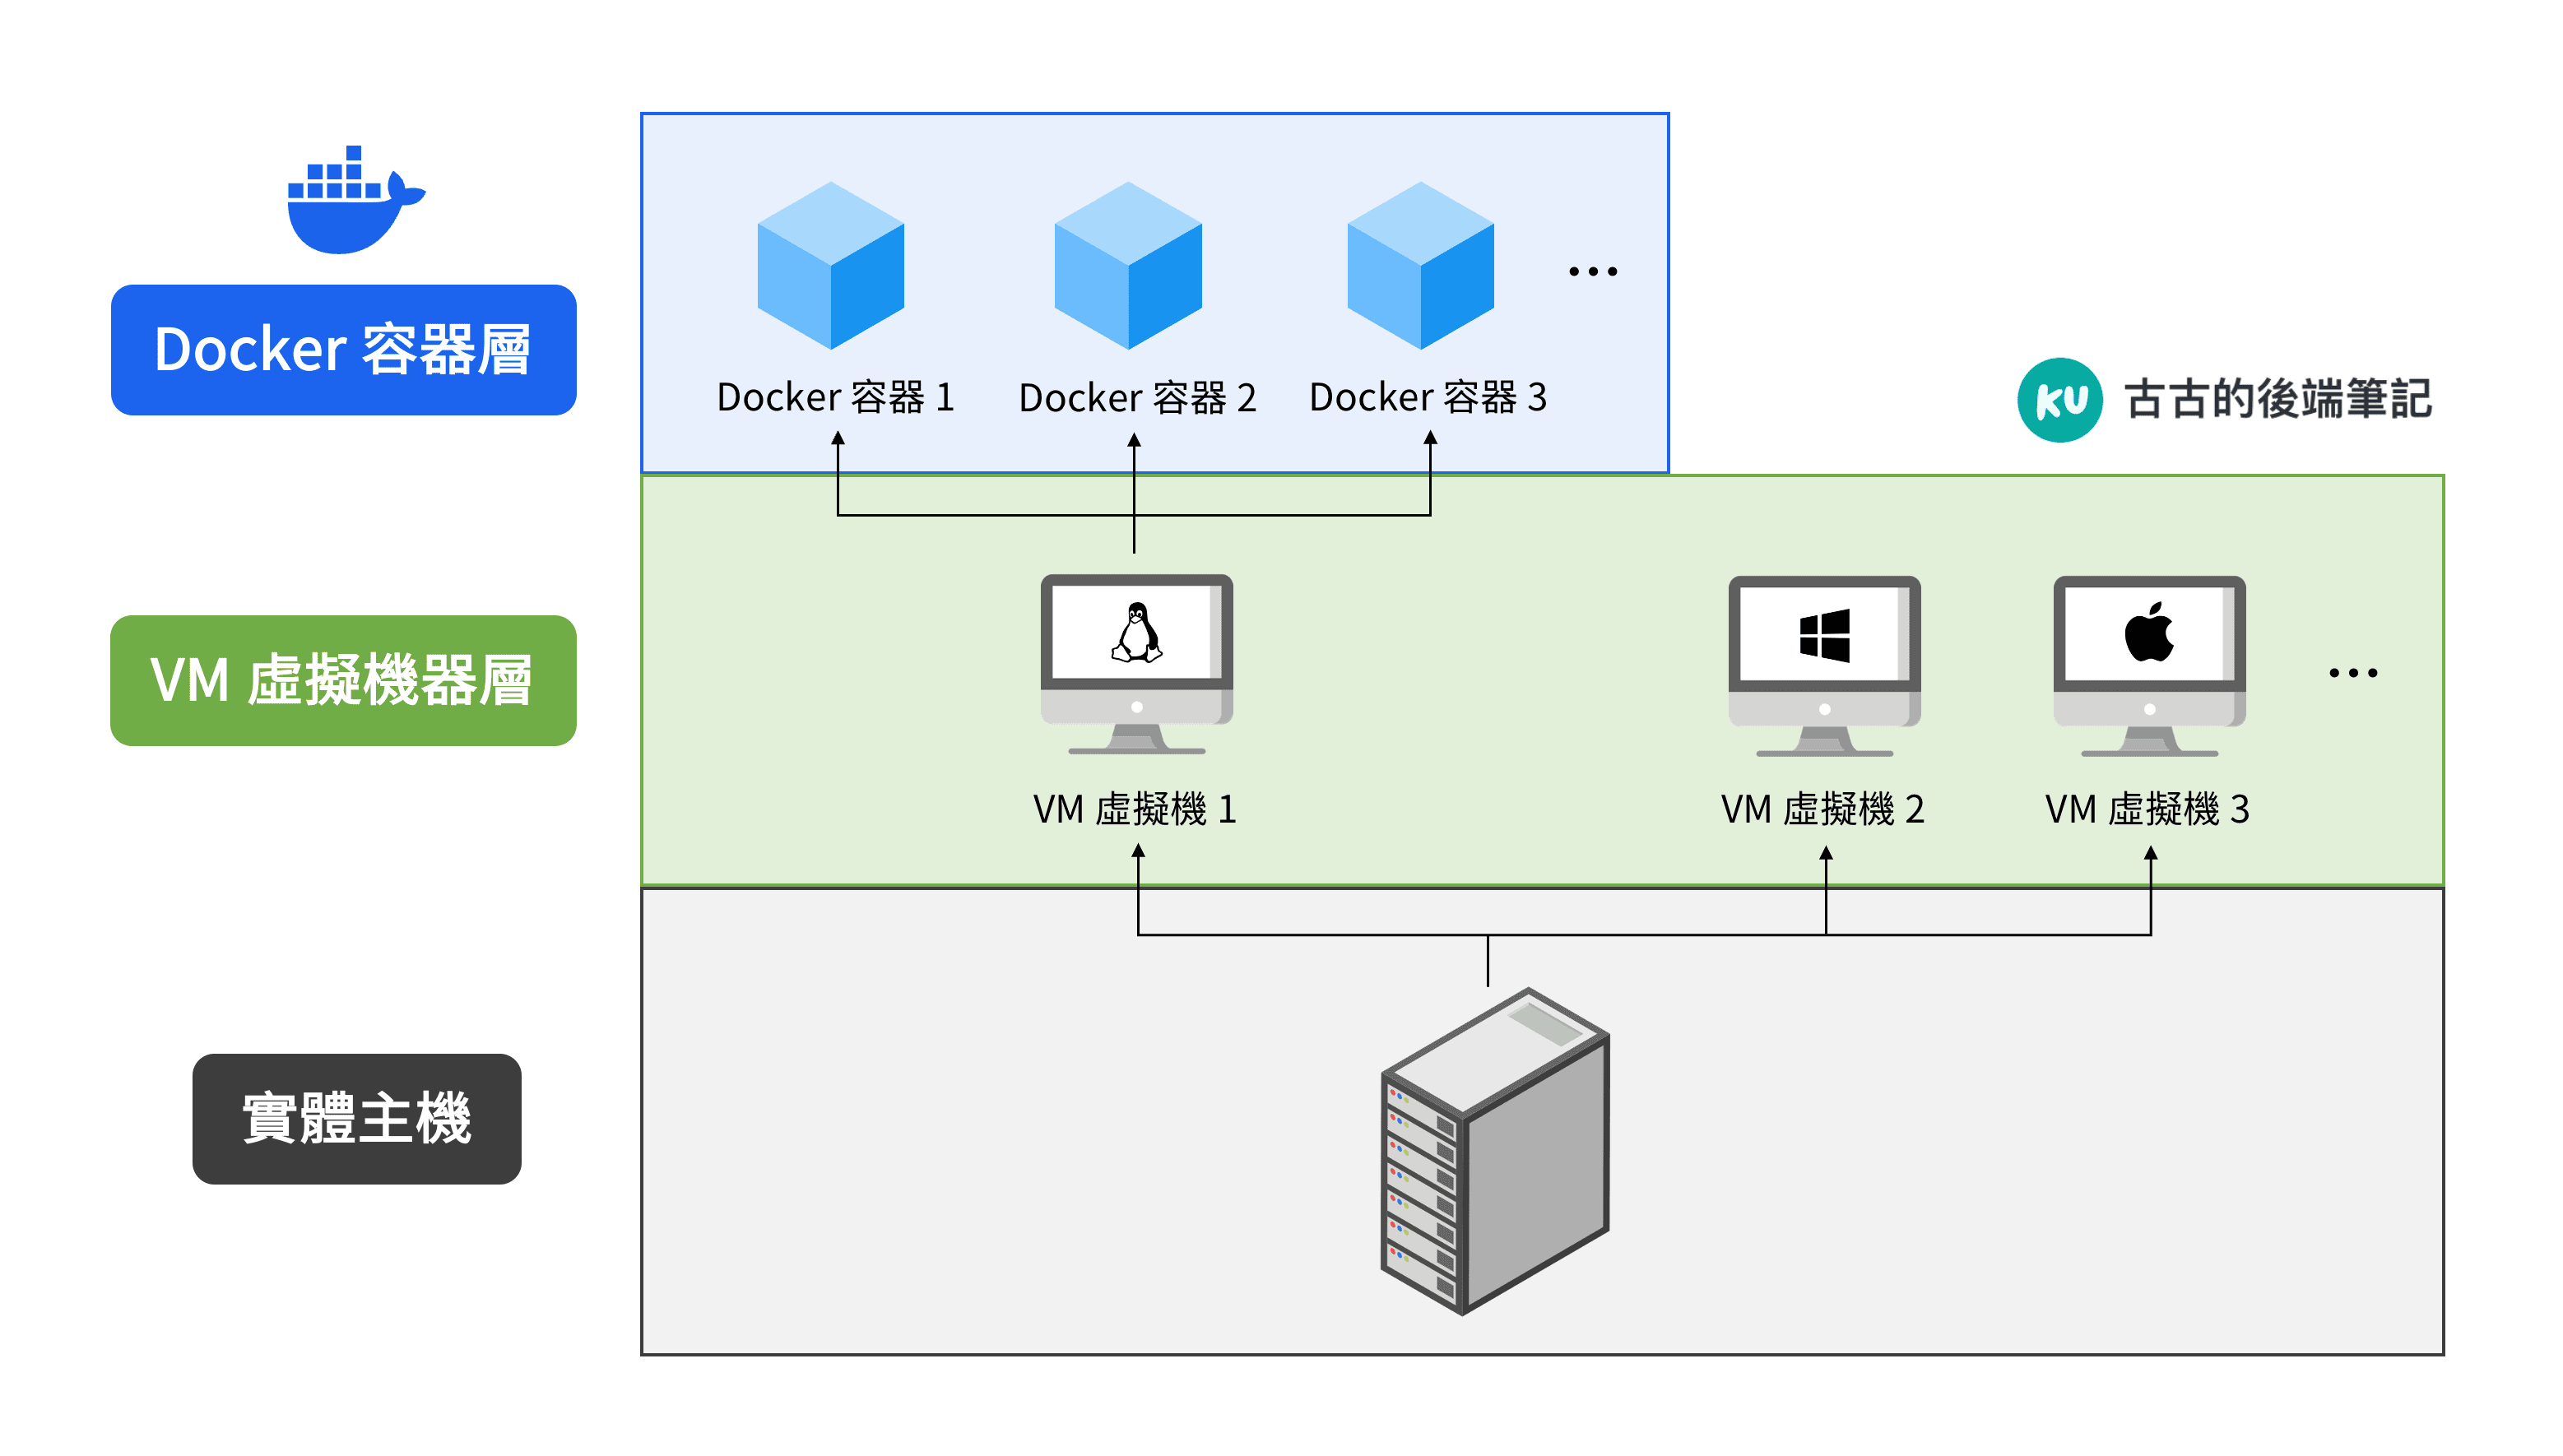 Docker 容器層
Docker 容器 1
Docker 容器 2
Docker 容器 3
KU 古古的後端筆記
VM 虛擬機器層
VM 虛擬機 1
VM 虛擬機 2
VM 虛擬機 3
實體主機